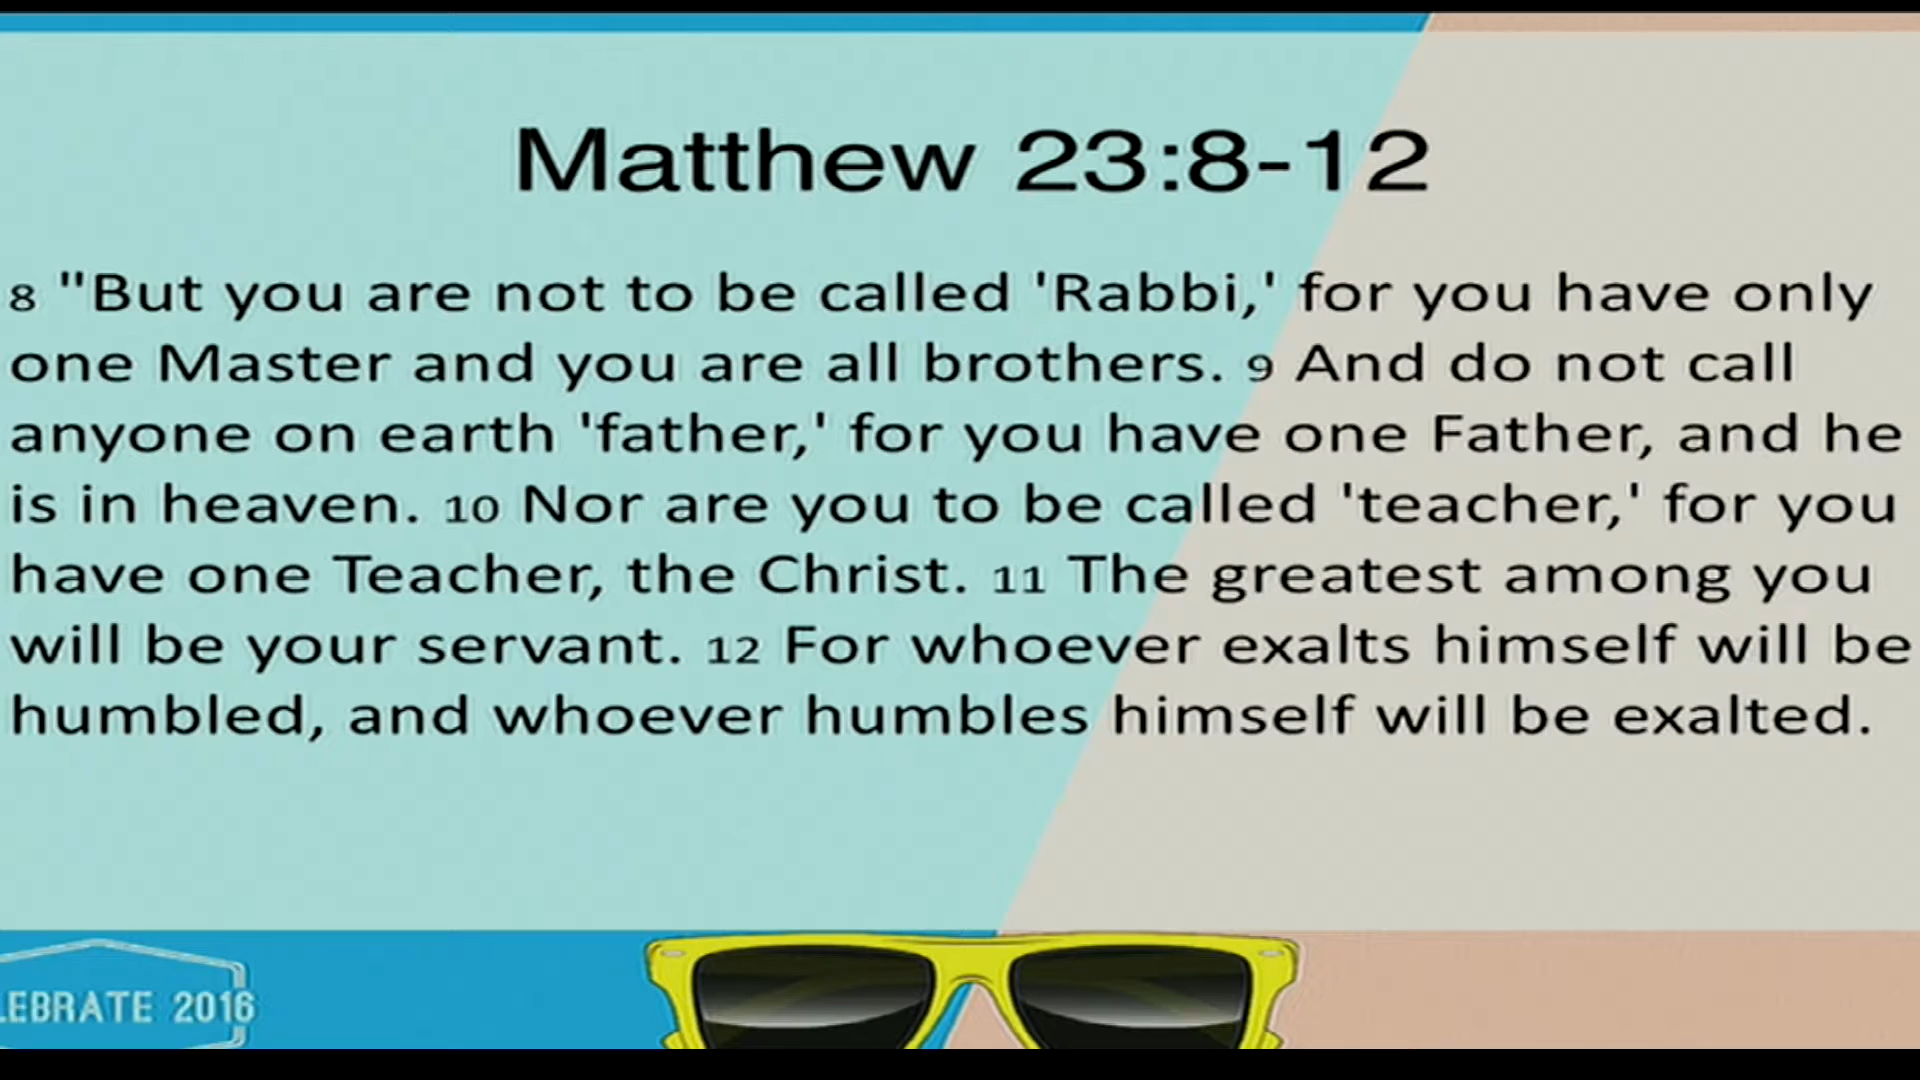 Matthew 23:8-12
8 "But you are not to be called 'Rabbi,' for you have only
one Master and you are all brothers. 9 And do not call
anyone on earth 'father,' for you have one Father, and he
is in heaven. 10 Nor are you to be called 'teacher,' for you
have one Teacher, the Christ. 11 The greatest among you
will be your servant. 12 For whoever exalts himself will be
humbled, and whoever humbles himself will be exalted.
LEBRATE 2016